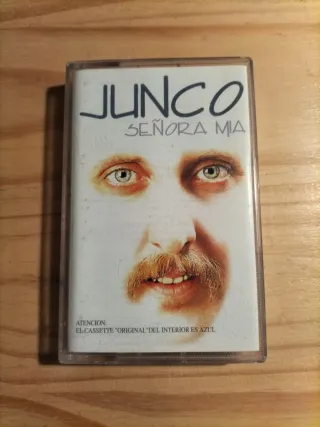 JUNCO
SEÑORA MIA
ATENCION:
EL CASSETTE "ORIGINAL" DEL INTERIOR ES AZUL